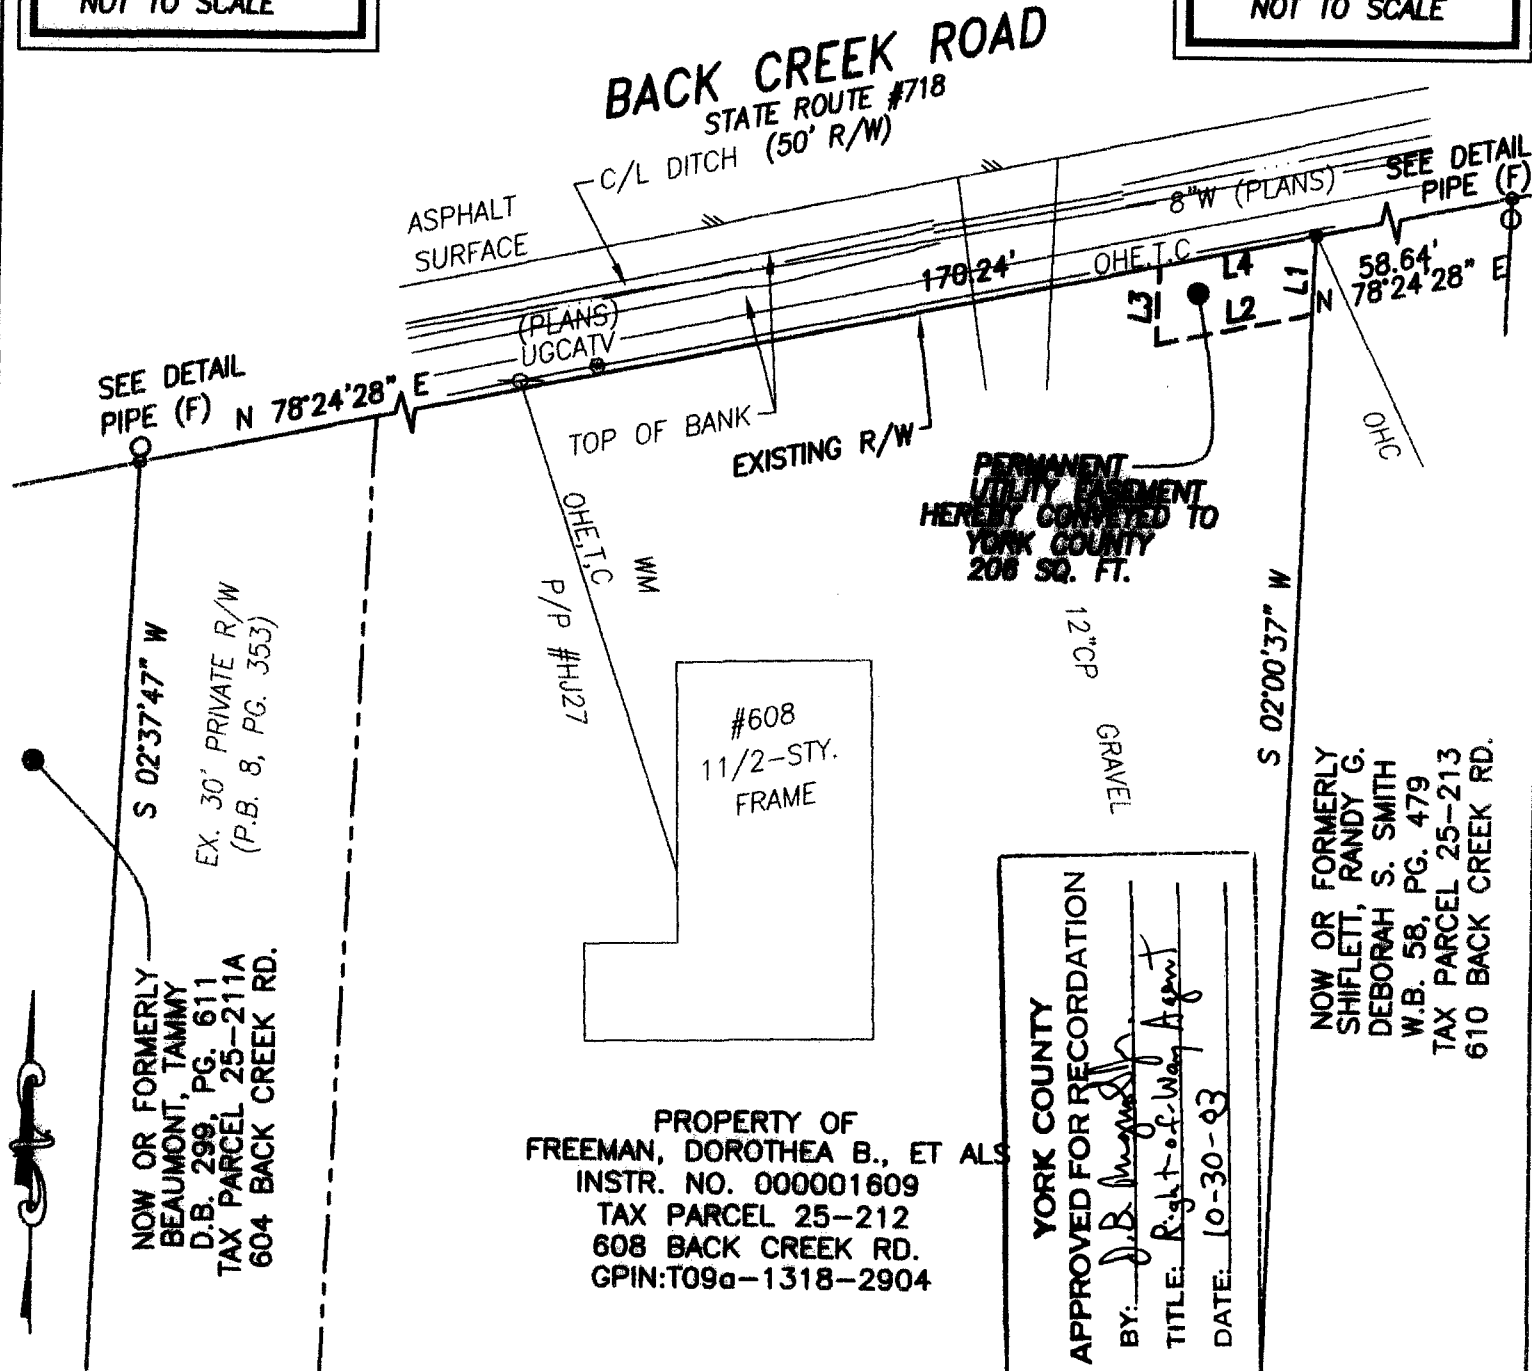 NOT TO SCALE
NOT TO SCALE
BACK CREEK ROAD
STATE ROUTE #718
(50' R/W)
C/L DITCH
ASPHALT
SURFACE
8"W (PLANS)
SEE DETAIL
PIPE (F)
170.24'
OHE,T,C
L4
L3
L2
L1
58.64'
N 78°24'28" E
(PLANS)
UGCATV
SEE DETAIL
PIPE (F)
N 78°24'28" E
TOP OF BANK
EXISTING R/W
OHC
PERMANENT
UTILITY EASEMENT
HEREBY CONVEYED TO
YORK COUNTY
206 SQ. FT.
OHE,T,C
WM
P/P #HJ27
S 02°37'47" W
EX. 30' PRIVATE R/W
(P.B. 8, PG. 353)
12"CP
GRAVEL
S 02°00'37" W
#608
11/2-STY.
FRAME
NOW OR FORMERLY
BEAUMONT, TAMMY
D.B. 299, PG. 611
TAX PARCEL 25-211A
604 BACK CREEK RD.
NOW OR FORMERLY
SHIFLETT, RANDY G.
DEBORAH S. SMITH
W.B. 58, PG. 479
TAX PARCEL 25-213
610 BACK CREEK RD.
PROPERTY OF
FREEMAN, DOROTHEA B., ET ALS
INSTR. NO. 000001609
TAX PARCEL 25-212
608 BACK CREEK RD.
GPIN:T09a-1318-2904
YORK COUNTY
APPROVED FOR RECORDATION
BY: J.B.
TITLE: Right-of-Way Agent
DATE: 10-30-03